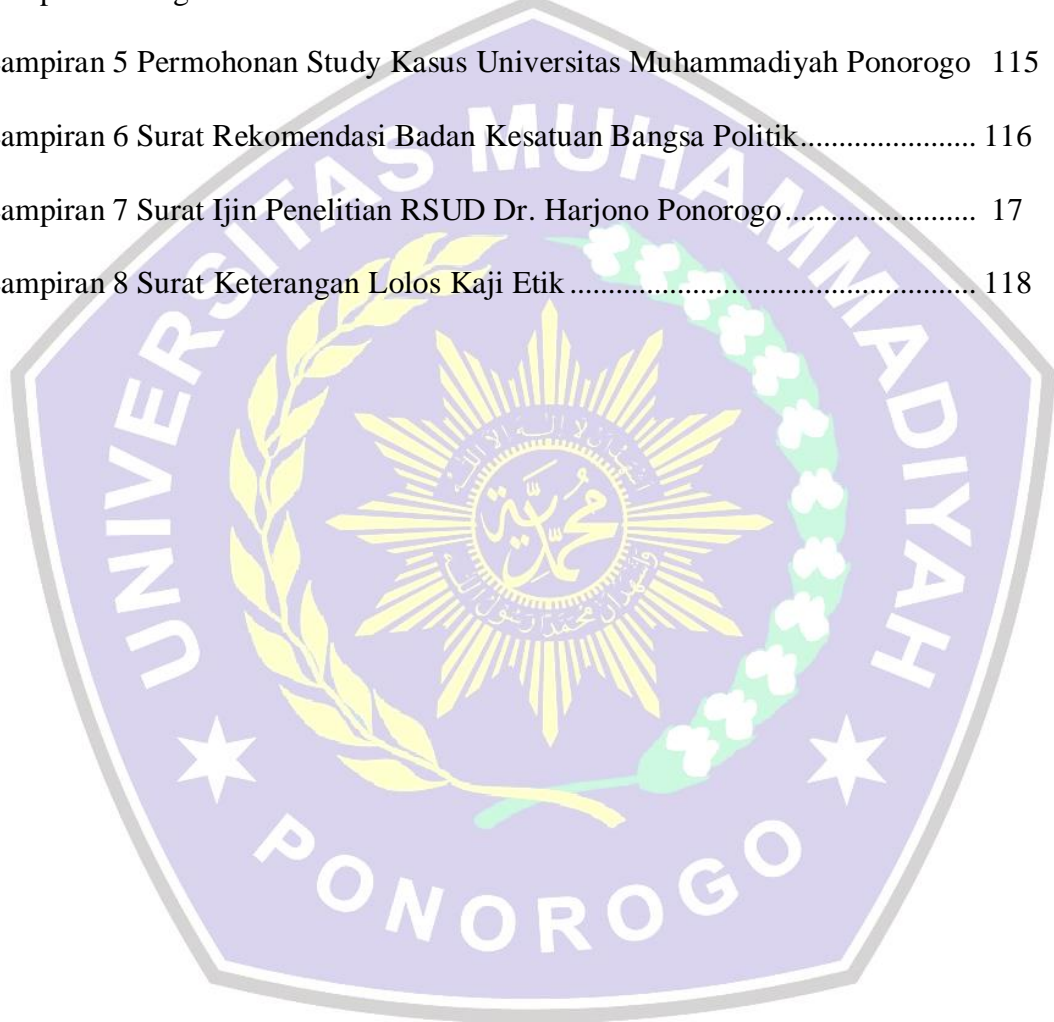 ampiran 5 Permohonan Study Kasus Universitas Muhammadiyah Ponorogo 115
ampiran 6 Surat Rekomendasi Badan Kesatuan Bangsa Politik....................... 116
ampiran 7 Surat Ijin Penelitian RSUD Dr. Harjono Ponorogo......................... 17
ampiran 8 Surat Keterangan Lolos Kaji Etik..................................................... 118
UNIVERSITAS MUHAMMADIYAH
PONOROGO